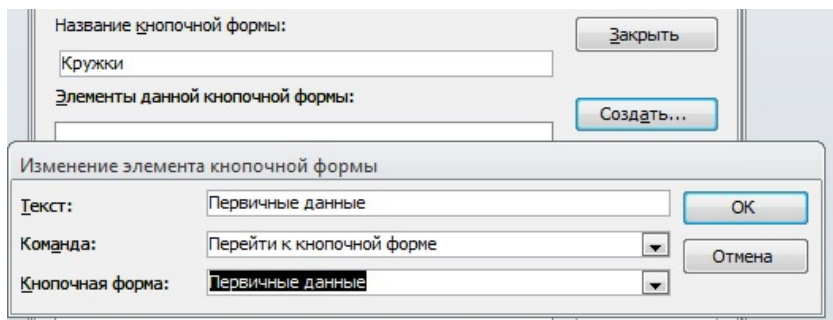 Название кнопочной формы:
Закрыть
Кружки
Элементы данной кнопочной формы:
Создать...
Изменение элемента кнопочной формы
Текст: Первичные данные ОК
Команда: Перейти к кнопочной форме
Отмена
Кнопочная форма: Первичные данные